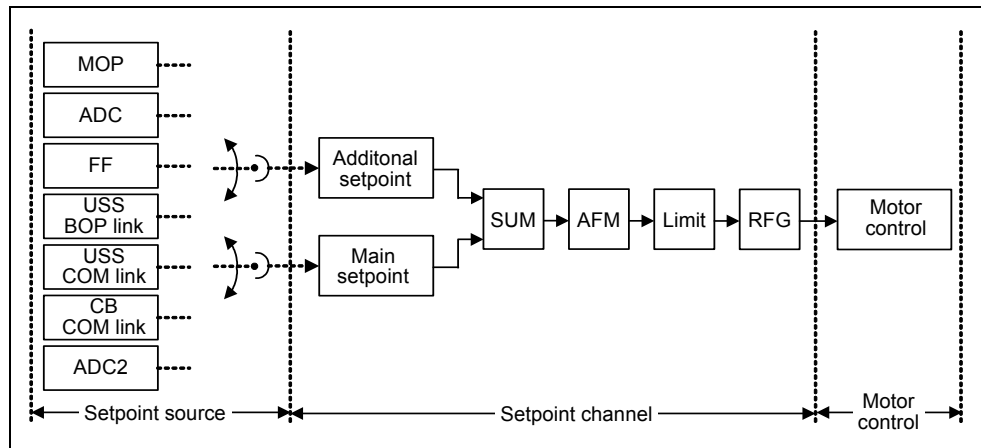 MOP
ADC
FF
USS
BOP link
USS
COM link
CB
COM link
ADC2
Additonal
setpoint
Main
setpoint
SUM
AFM
Limit
RFG
Motor
control
Setpoint source
Setpoint channel
Motor
control